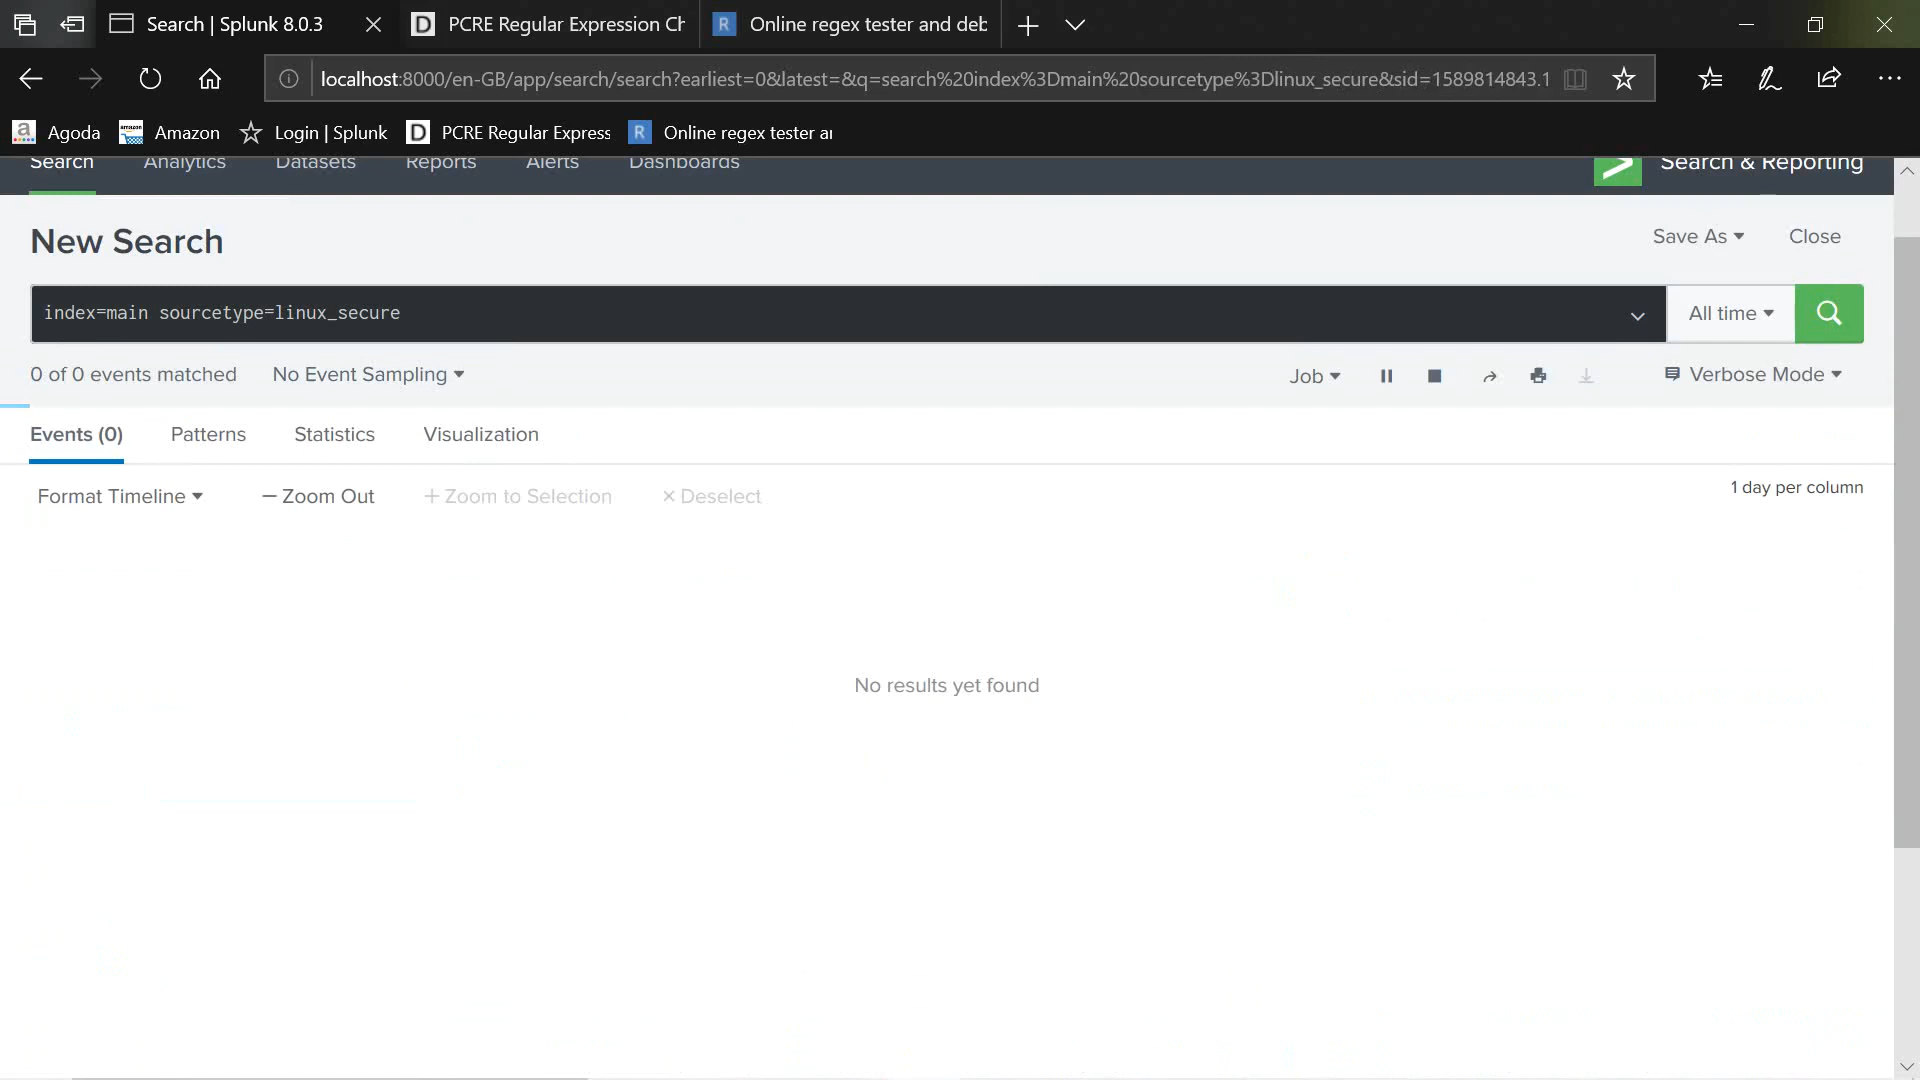 Search | Splunk 8.0.3
PCRE Regular Expression Ch
Online regex tester and deb
localhost:8000/en-GB/app/search/search?earliest=0&latest=&q=search%20index%3Dmain%20sourcetype%3Dlinux_secure&sid=1589814843.1
Agoda
Amazon
Login | Splunk
PCRE Regular Express
Online regex tester ar
Search Analytics Datasets Reports Alerts Dashboards
Search & Reporting
New Search
Save As
Close
index=main sourcetype=linux_secure
All time
0 of 0 events matched
No Event Sampling
Job
Verbose Mode
Events (0)
Patterns
Statistics
Visualization
Format Timeline
— Zoom Out
+ Zoom to Selection
× Deselect
1 day per column
No results yet found